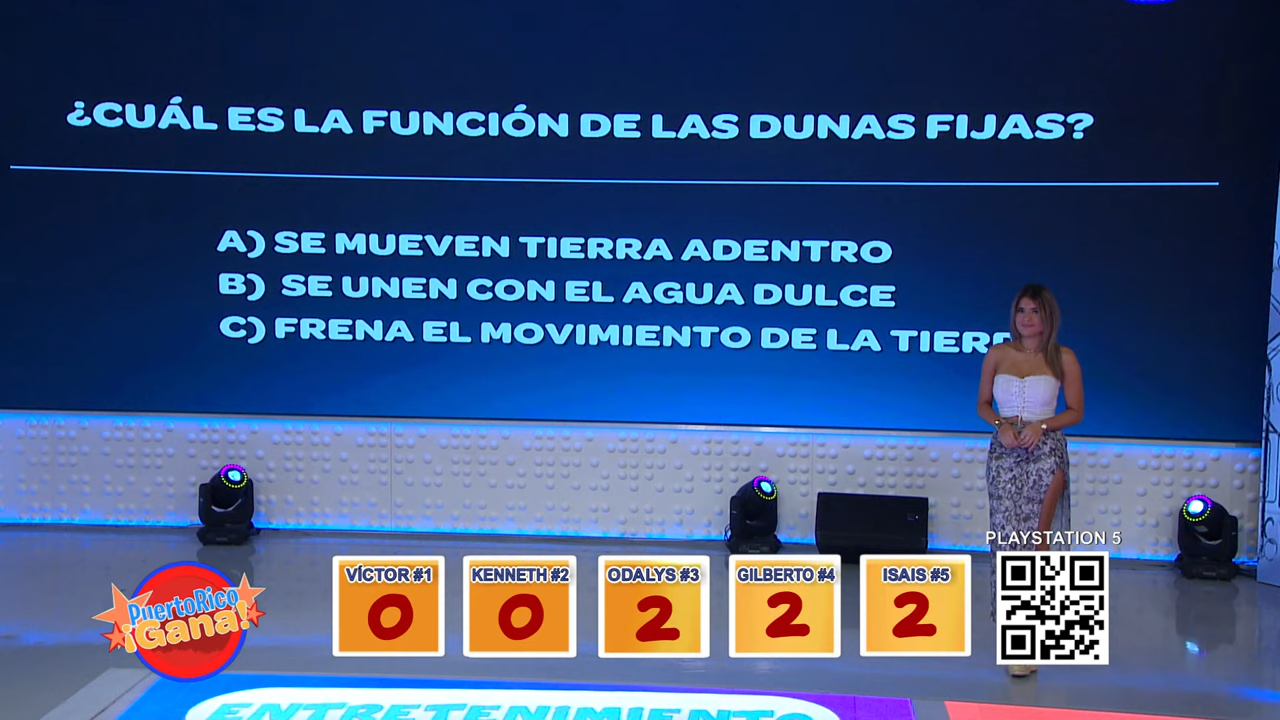 ¿CUÁL ES LA FUNCIÓN DE LAS DUNAS FIJAS?
A) SE MUEVEN TIERRA ADENTRO
B) SE UNEN CON EL AGUA DULCE
C) FRENA EL MOVIMIENTO DE LA
PLAYSTATION 5
VÍCTOR #1
0
KENNETH #2
0
ODALYS #3
2
GILBERTO #4
2
ISAIS #5
2
PuertoRico
¡Gana!
ENTRETENIMIENTO